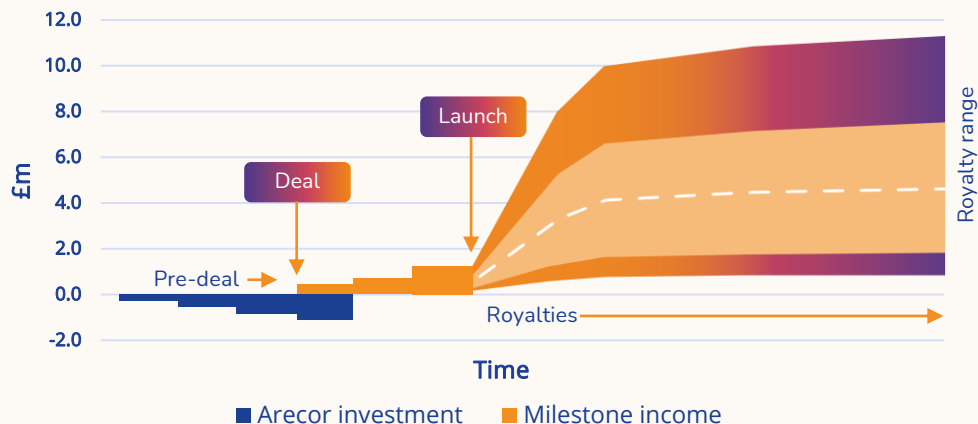 12.0
10.0
8.0
6.0
4.0
2.0
0.0
-2.0
£m
Launch
Deal
Pre-deal
Royalties
Royalty range
Time
Arecor investment
Milestone income